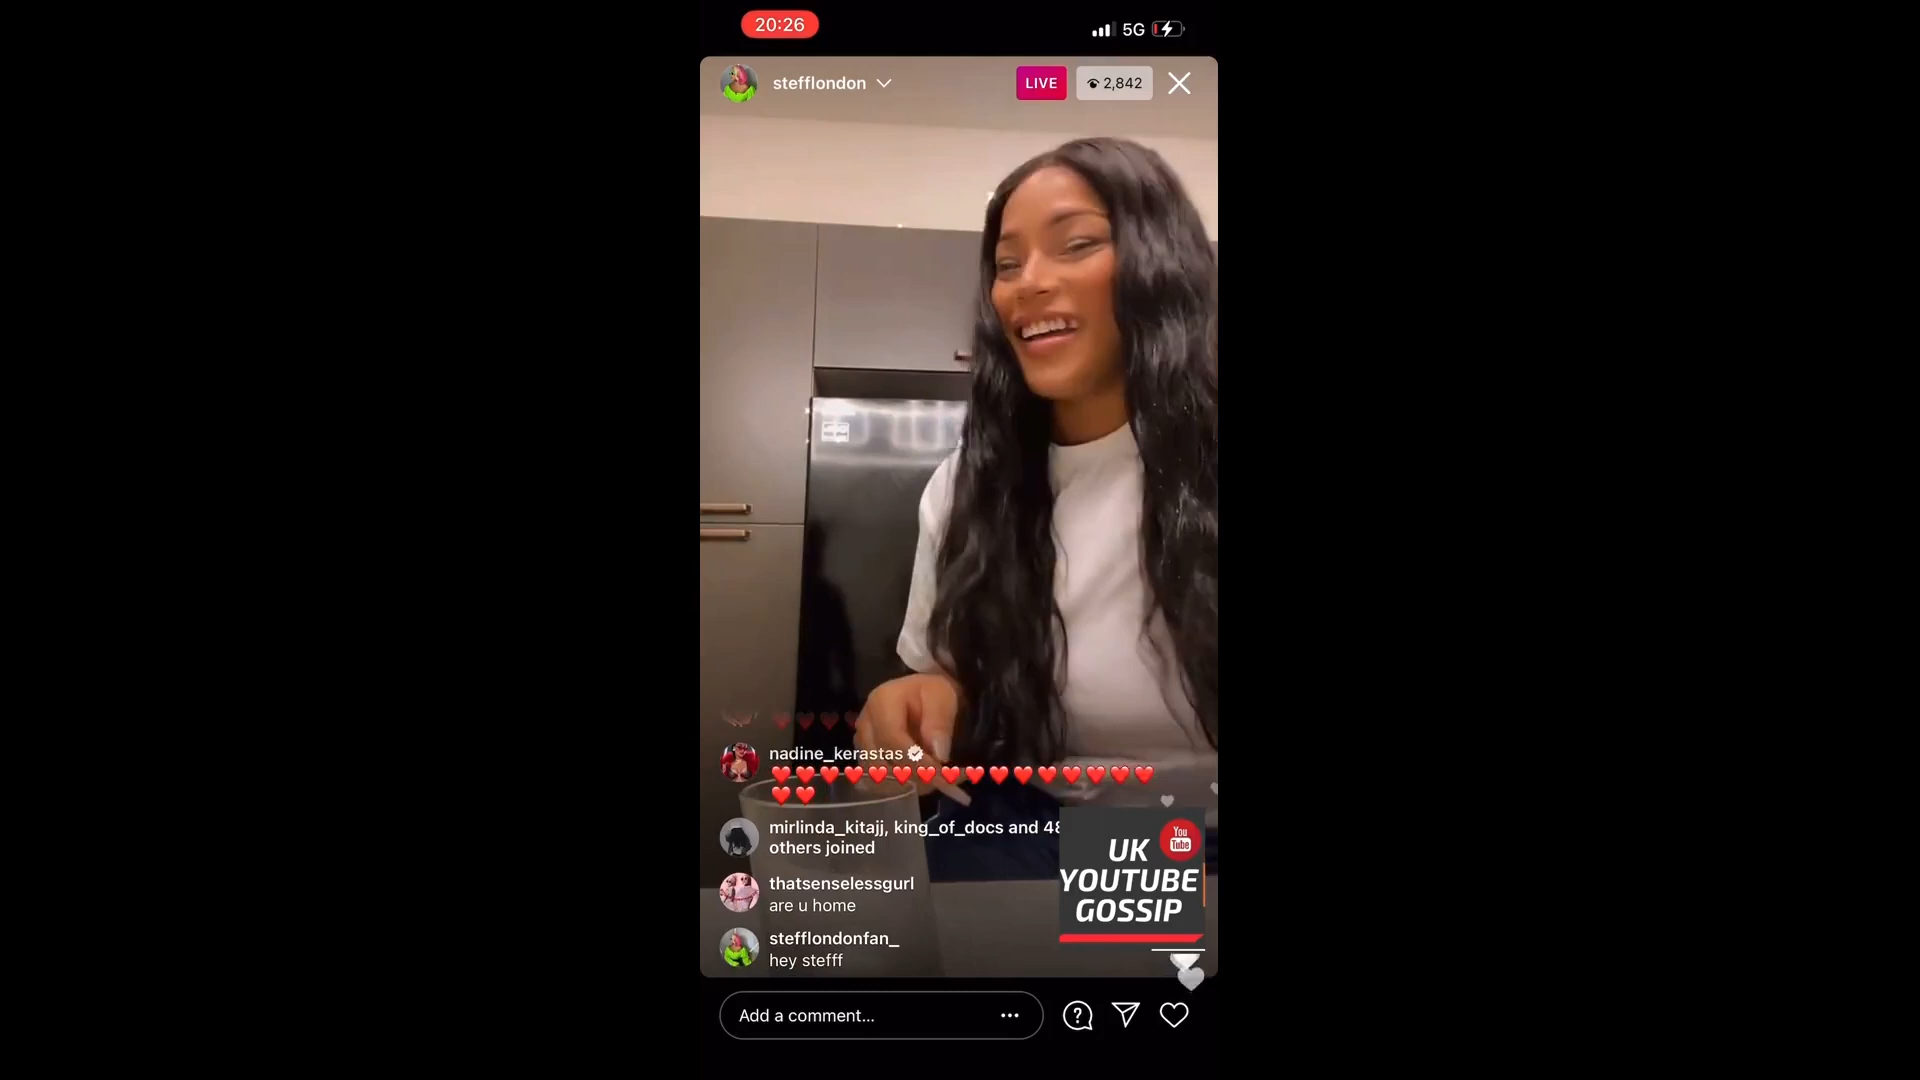 20:26
5G
stefflondon
LIVE
2,842
nadine_kerastas
mirlinda_kitajj, king_of_docs and 48
others joined
thatsenselessgurl
are u home
stefflondonfan_
hey stefff
You
Tube
UK
YOUTUBE
GOSSIP
Add a comment...